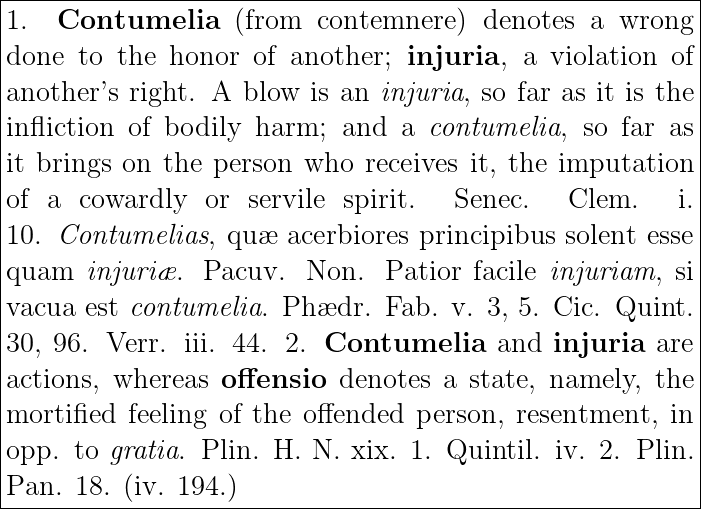 1. Contumelia (from contemnere) denotes a wrong
done to the honor of another; injuria, a violation of
another's right. A blow is an injuria, so far as it is the
infliction of bodily harm; and a contumelia, so far as
it brings on the person who receives it, the imputation
of a cowardly or servile spirit. Senec. Clem. i.
10. Contumelias, quæ acerbiores principibus solent esse
quam injuriæ. Pacuv. Non. Patior facile injuriam, si
vacua est contumelia. Phædr. Fab. v. 3, 5. Cic. Quint.
30, 96. Verr. iii. 44. 2. Contumelia and injuria are
actions, whereas offensio denotes a state, namely, the
mortified feeling of the offended person, resentment, in
opp. to gratia. Plin. H. N. xix. 1. Quintil. iv. 2. Plin.
Pan. 18. (iv. 194.)